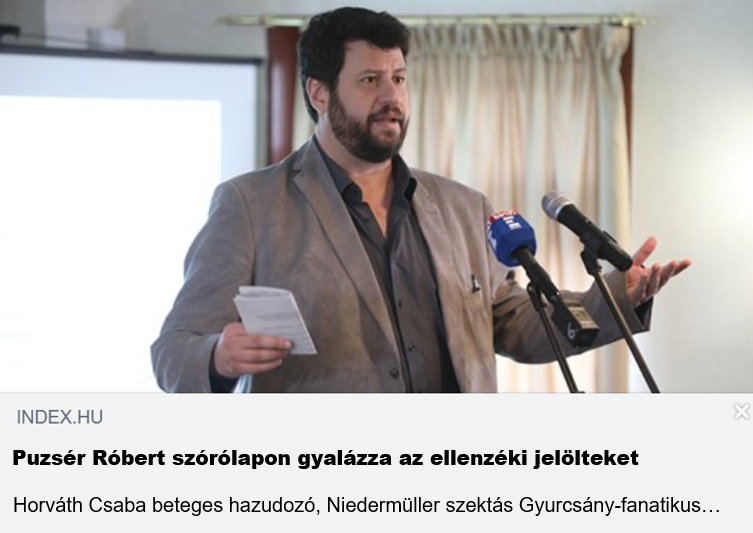 INDEX.HU
Puzsér Róbert szórólapon gyalázza az ellenzéki jelölteket
Horváth Csaba beteges hazudozó, Niedermüller szektás Gyurcsány-fanatikus…